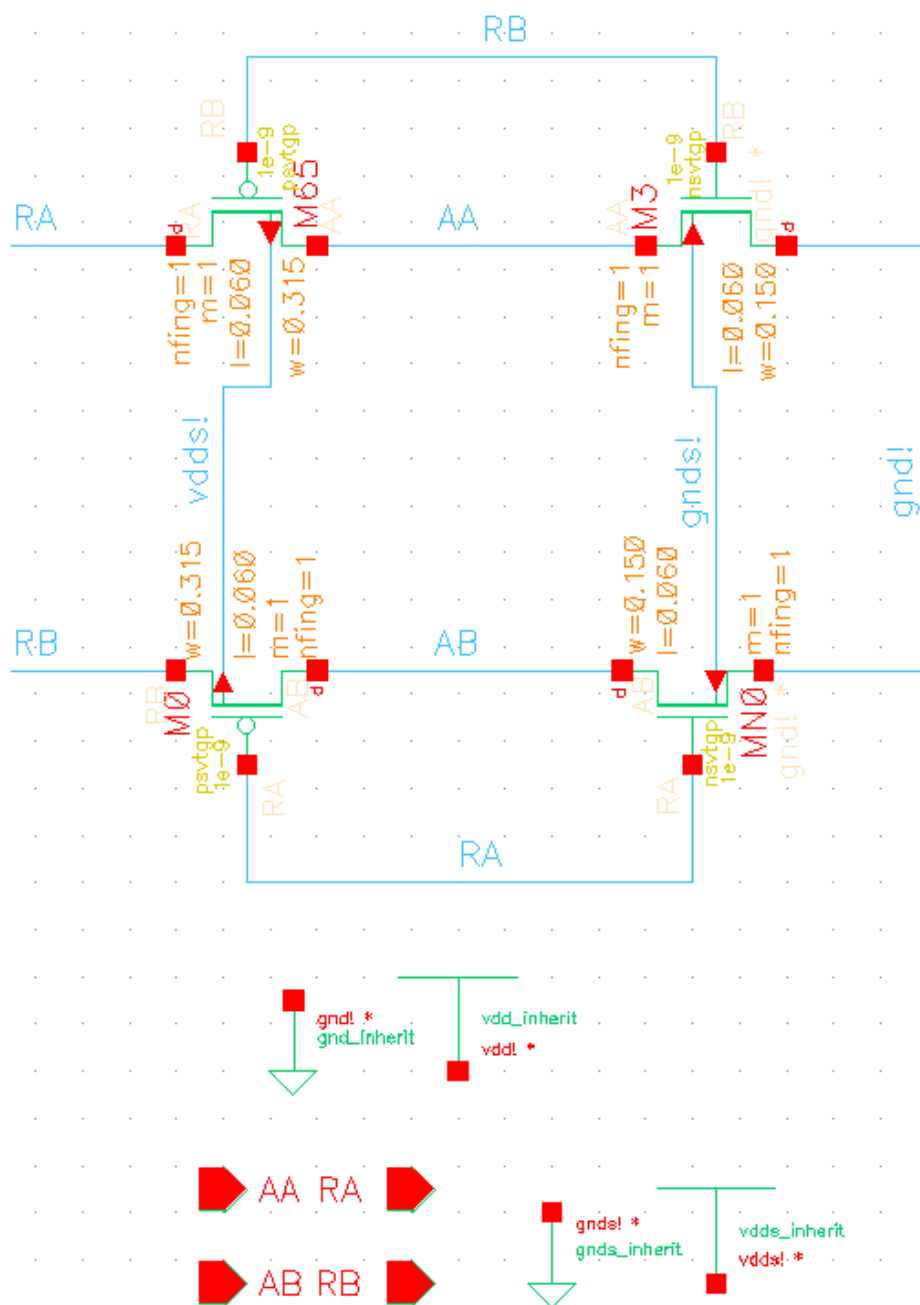 RB
RB
1e-9
psvtgp
M65
RA
RA
AA
P
nfing=1
m=1
l=0.060
w=0.315
AA
RB
1e-9
nsvtgp
M3
AA
gnd! *
P
nfing=1
m=1
l=0.060
w=0.150
vdds!
gnds!
gnd!
w=0.315
l=0.060
m=1
nfing=1
RB
RB
M0
AB
P
psvtgp
1e-9
RA
AB
w=0.150
l=0.060
m=1
nfing=1
P
AB
MN0
gnd! *
nsvtgp
1e-9
RA
RA
gnd! *
gnd_inherit
vdd_inherit
vdd! *
AA RA
AB RB
gnds! *
gnds_inherit
vdds_inherit
vdds! *